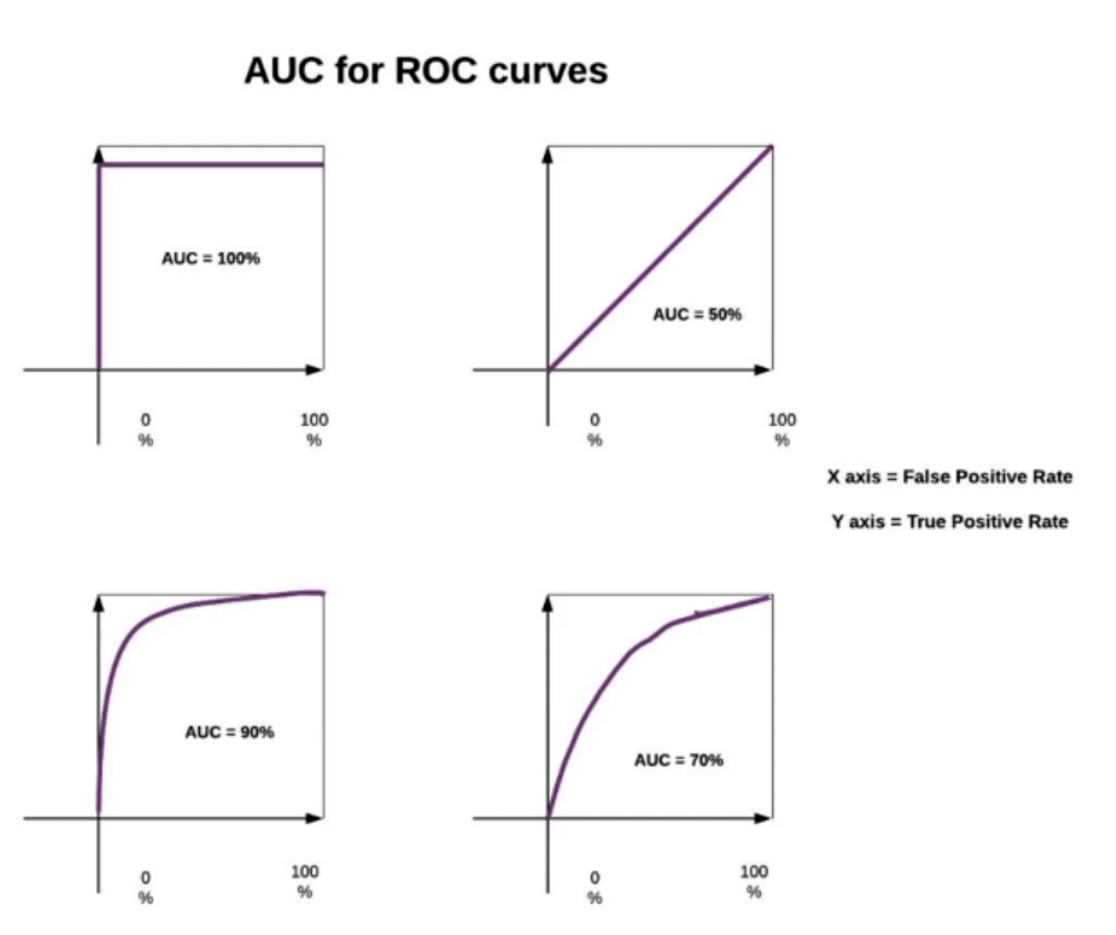 AUC for ROC curves
AUC = 100%
0
%
100
%
AUC = 50%
0
%
100
%
X axis = False Positive Rate
Y axis = True Positive Rate
AUC = 90%
0
%
100
%
AUC = 70%
0
%
100
%